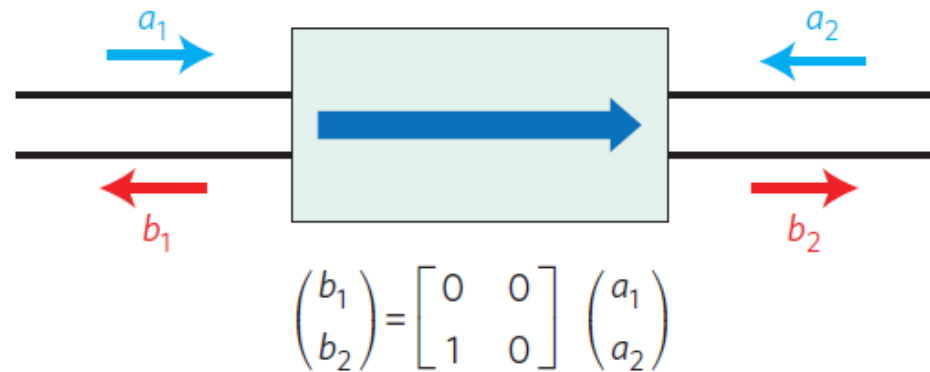 a₁ a₂
b₁ b₂
(b₁ b₂) = [0 0 1 0] (a₁ a₂)